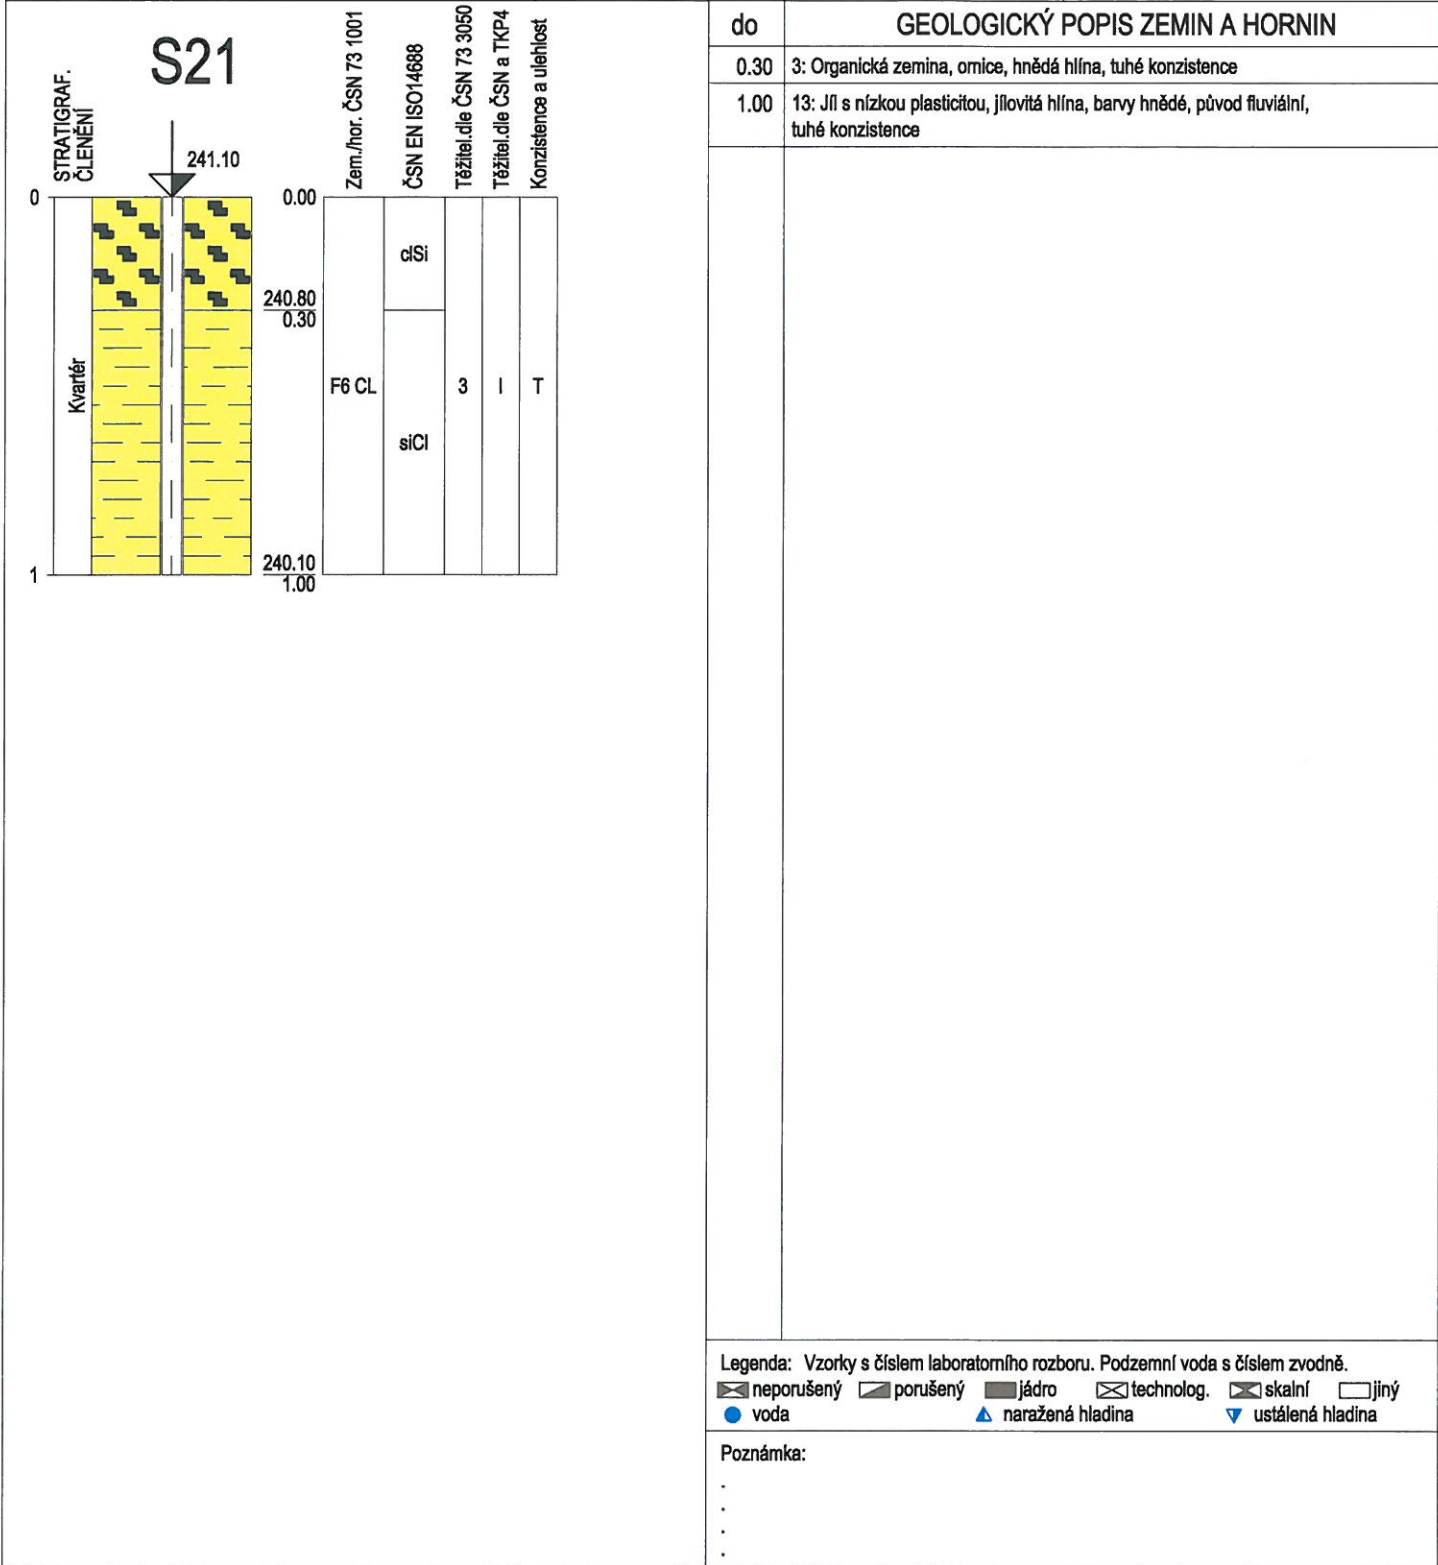 S21
STRATIGRAF.
ČLENĚNÍ
241.10
Zem./hor. ČSN 73 1001
ČSN EN ISO14688
Těžitel.dle ČSN 73 3050
Těžitel.dle ČSN a TKP4
Konzistence a ulehlost
0
0.00
clSi
240.80
0.30
Kvartér
F6 CL
3
I
T
siCl
240.10
1
1.00
do GEOLOGICKÝ POPIS ZEMIN A HORNIN
0.30 3: Organická zemina, ornice, hnědá hlína, tuhé konzistence
1.00 13: Jíl s nízkou plasticitou, jílovitá hlína, barvy hnědé, původ fluviální,
tuhé konzistence
Legenda: Vzorky s číslem laboratorního rozboru. Podzemní voda s číslem zvodně.
neporušený porušený jádro technolog. skalní jiný
voda naražená hladina ustálená hladina
Poznámka:
.
.
.
.